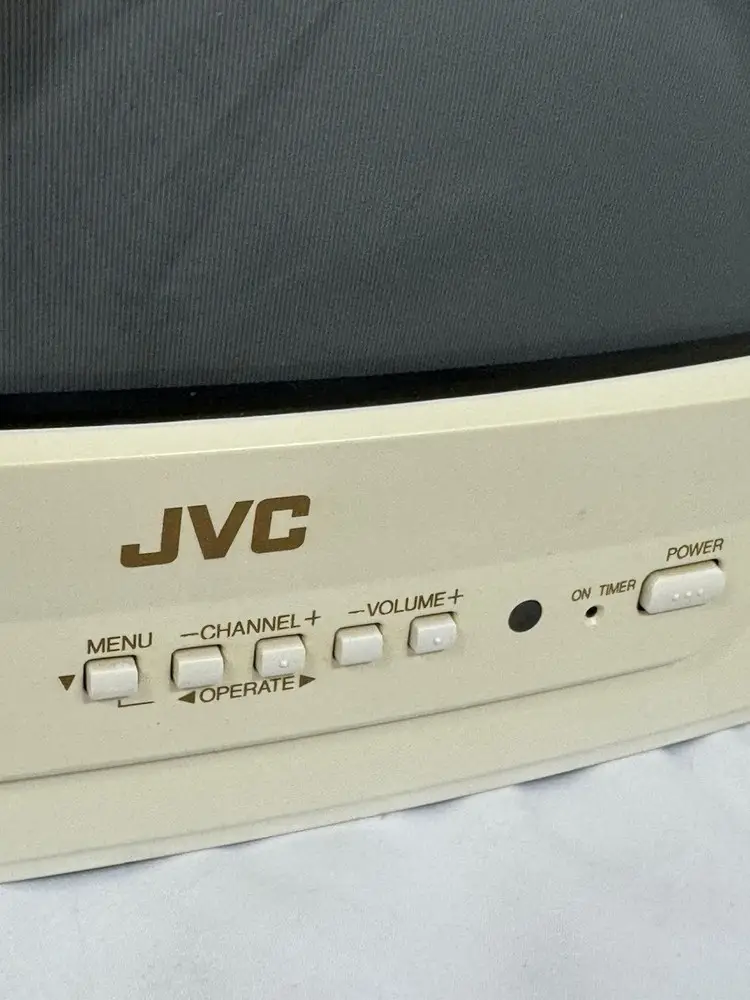 JVC
POWER
ON TIMER
MENU
−CHANNEL+
−VOLUME+
▼
◀OPERATE▶